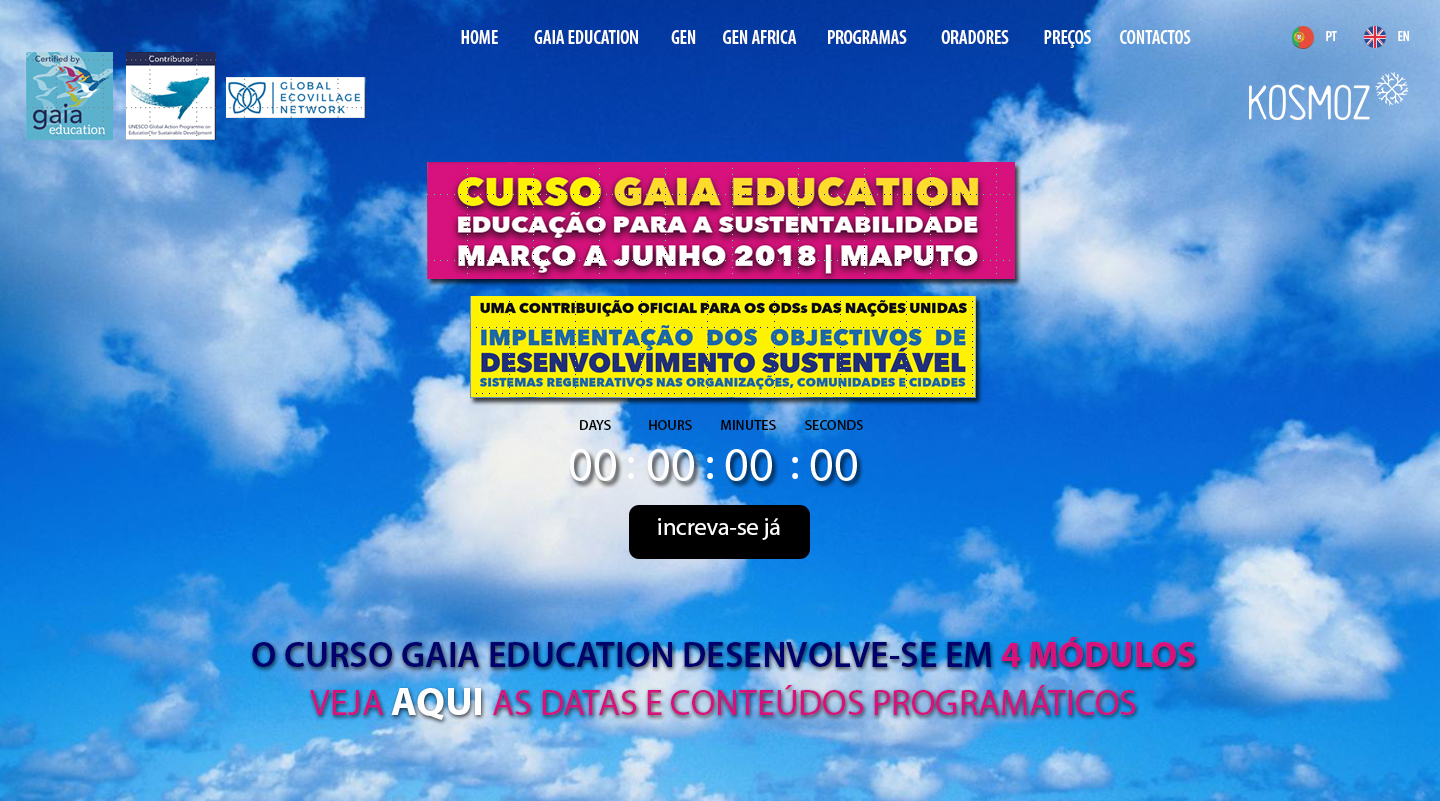 HOME GAIA EDUCATION GEN GEN AFRICA PROGRAMAS ORADORES PREÇOS CONTACTOS PT EN
Certified by
gaia
education
Contributor
UNESCO Global Action Programme on
Education for Sustainable Development
GLOBAL
ECOVILLAGE
NETWORK
KOSMOZ
CURSO GAIA EDUCATION
EDUCAÇÃO PARA A SUSTENTABILIDADE
MARÇO A JUNHO 2018 | MAPUTO
UMA CONTRIBUIÇÃO OFICIAL PARA OS ODSs DAS NAÇÕES UNIDAS
IMPLEMENTAÇÃO DOS OBJECTIVOS DE
DESENVOLVIMENTO SUSTENTÁVEL
SISTEMAS REGENERATIVOS NAS ORGANIZAÇÕES, COMUNIDADES E CIDADES
DAYS HOURS MINUTES SECONDS
00 : 00 : 00 : 00
increva-se já
O CURSO GAIA EDUCATION DESENVOLVE-SE EM 4 MÓDULOS
VEJA AQUI AS DATAS E CONTEÚDOS PROGRAMÁTICOS